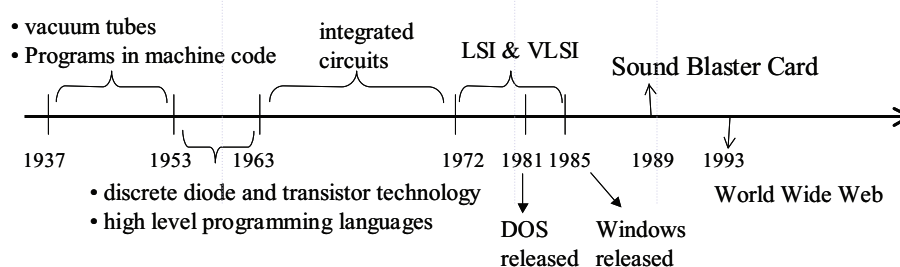 • vacuum tubes
• Programs in machine code
integrated
circuits
LSI & VLSI
Sound Blaster Card
1937 1953 1963 1972 1981 1985 1989 1993
• discrete diode and transistor technology
• high level programming languages
World Wide Web
DOS
released
Windows
released